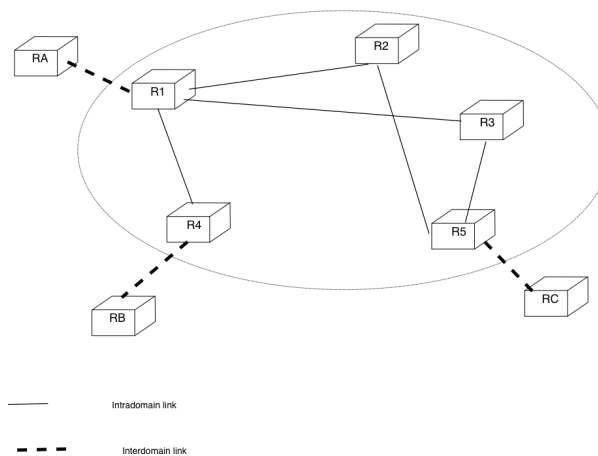 R2
RA
R1
R3
R4
R5
RC
RB
Intradomain link
Interdomain link